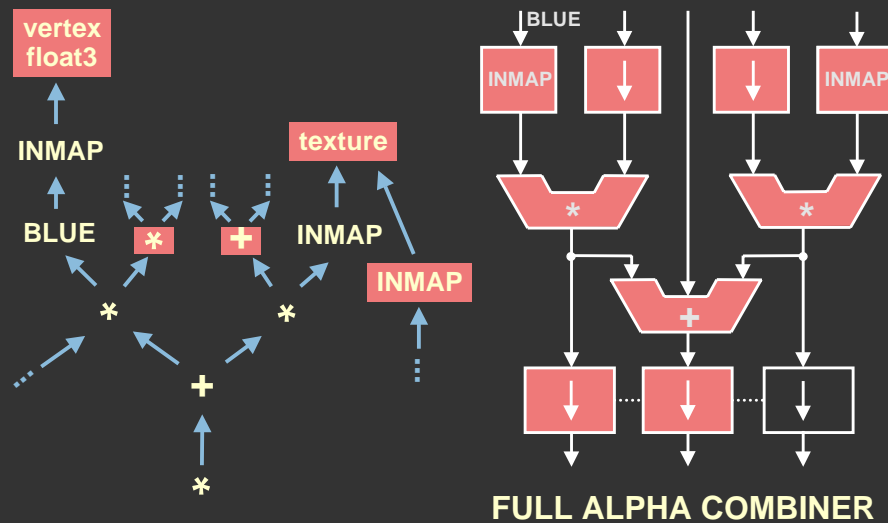 vertex
float3
INMAP
BLUE
*
+
texture
INMAP
INMAP
*
*
+
*
BLUE
INMAP
INMAP
*
*
+
FULL ALPHA COMBINER